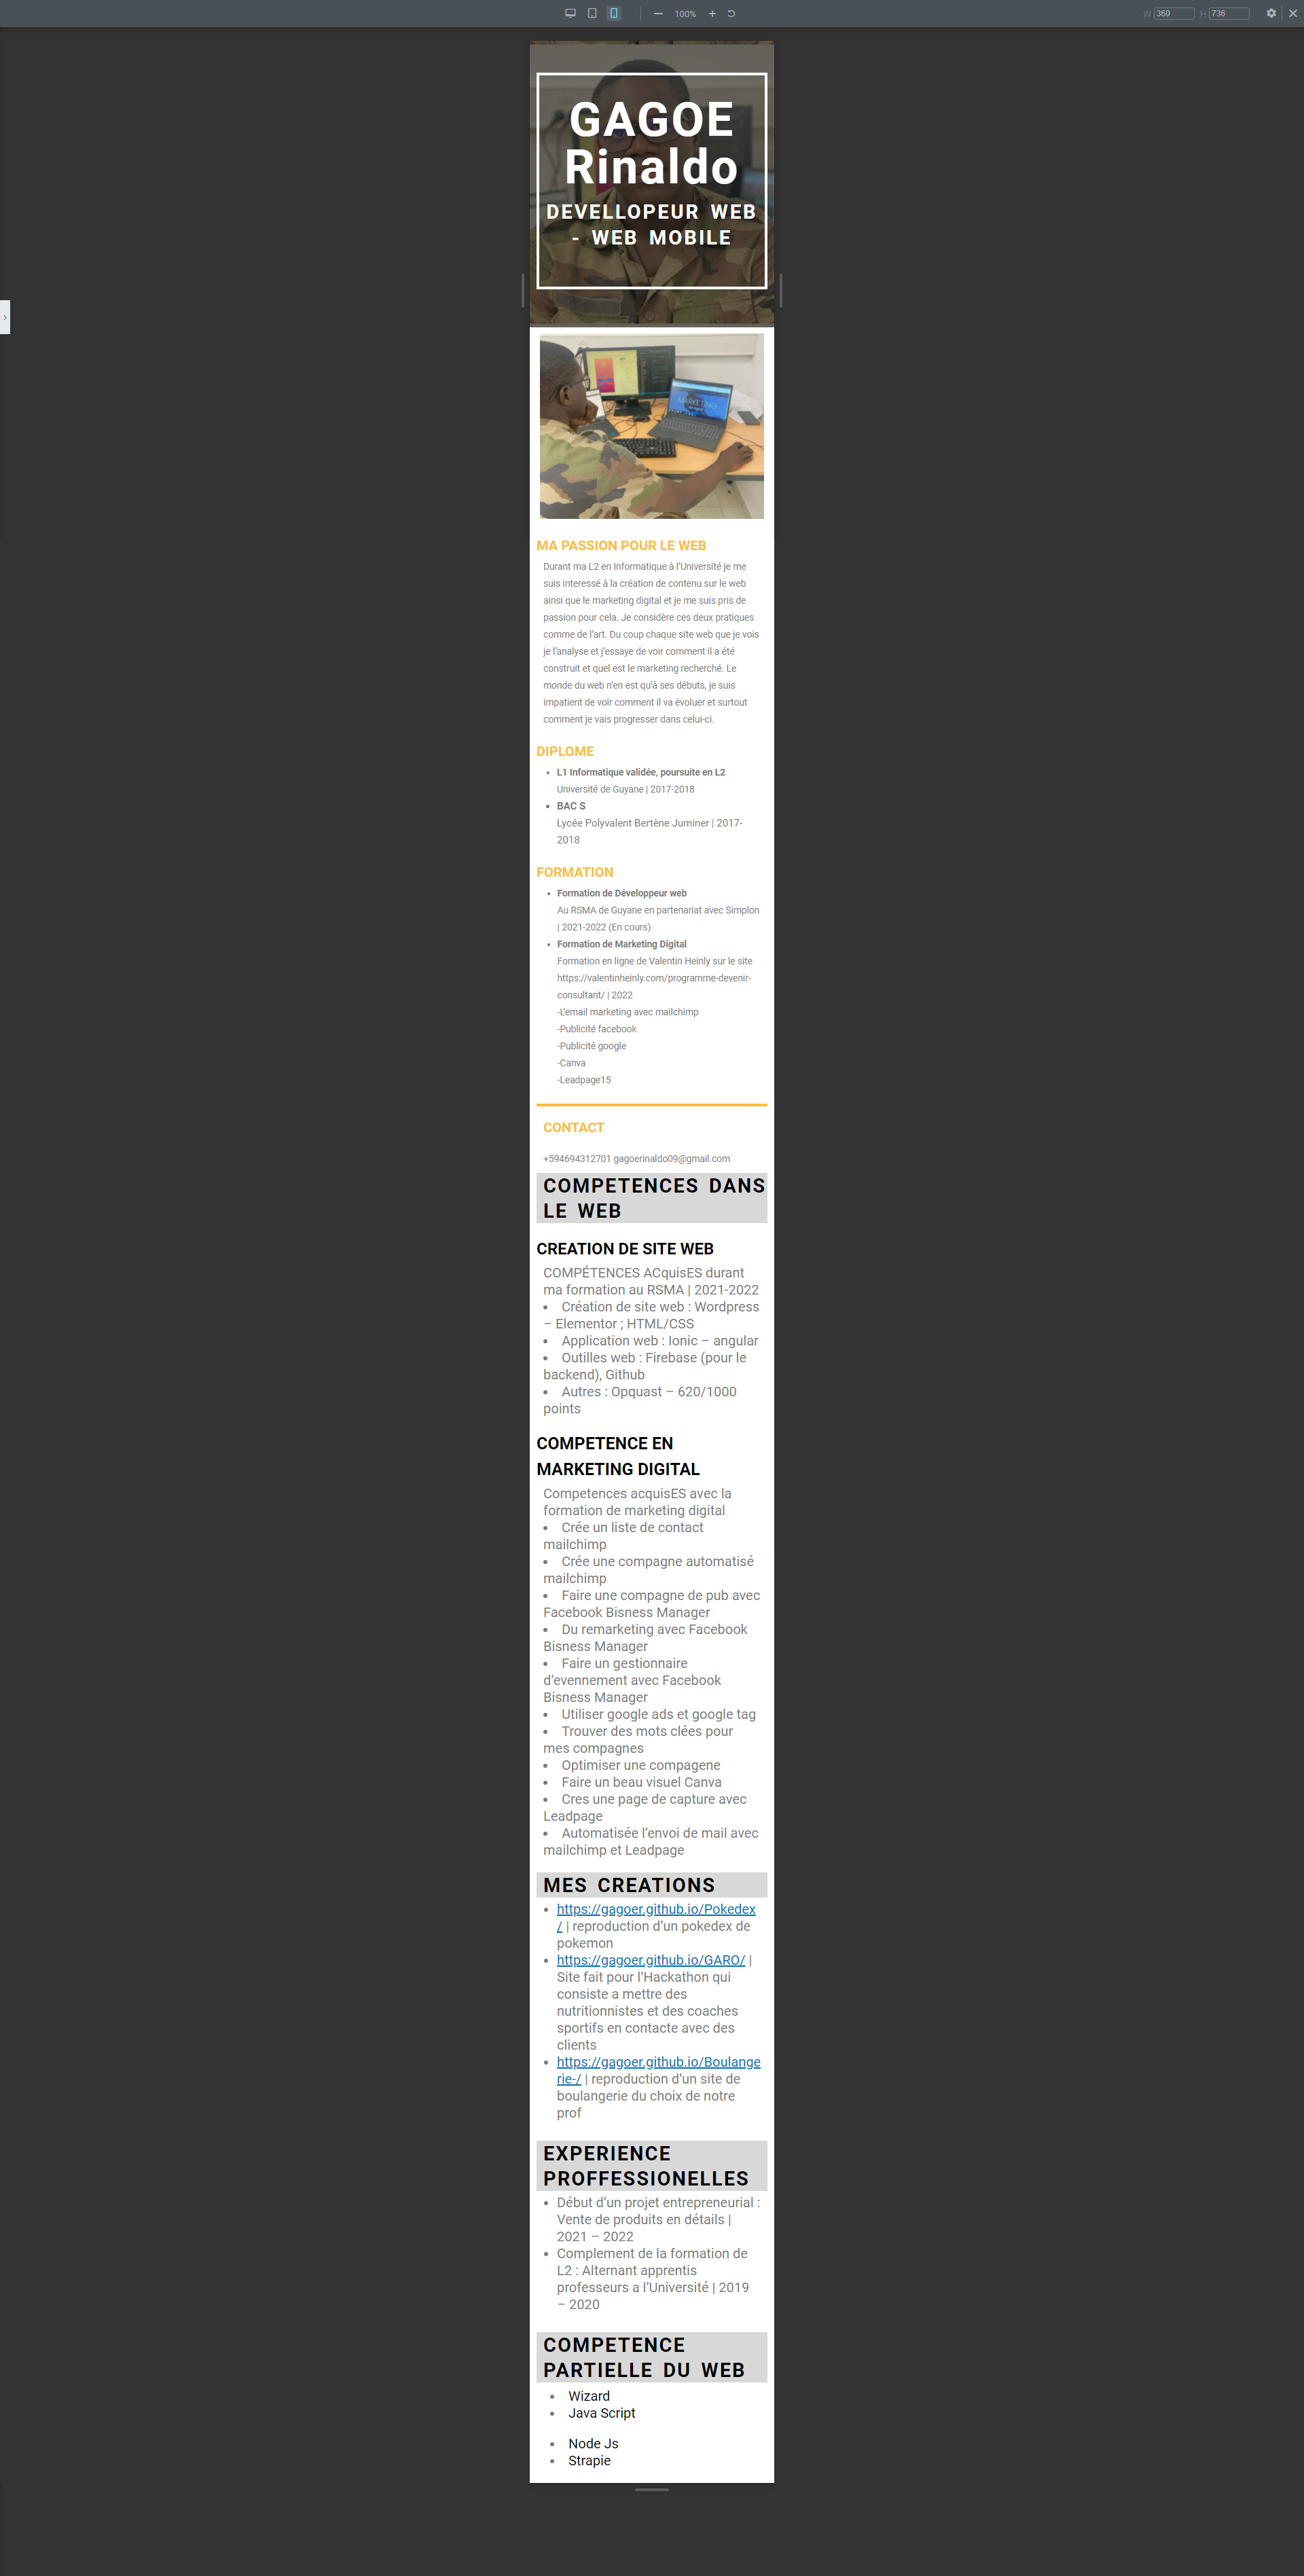 100%
W 360 H 736
GAGOE
Rinaldo
DEVELLOPEUR WEB
- WEB MOBILE
MARKETING
MA PASSION POUR LE WEB
Durant ma L2 en Informatique à l’Université je me
suis interessé à la création de contenu sur le web
ainsi que le marketing digital et je me suis pris de
passion pour cela. Je considère ces deux pratiques
comme de l’art. Du coup chaque site web que je vois
je l’analyse et j’essaye de voir comment il a été
construit et quel est le marketing recherché. Le
monde du web n’en est qu’à ses débuts, je suis
impatient de voir comment il va évoluer et surtout
comment je vais progresser dans celui-ci.
DIPLOME
• L1 Informatique validée, poursuite en L2
Université de Guyane | 2017-2018
• BAC S
Lycée Polyvalent Bertène Juminer | 2017-
2018
FORMATION
• Formation de Développeur web
Au RSMA de Guyane en partenariat avec Simplon
| 2021-2022 (En cours)
• Formation de Marketing Digital
Formation en ligne de Valentin Heinly sur le site
https://valentinheinly.com/programme-devenir-
consultant/ | 2022
-L’email marketing avec mailchimp
-Publicité facebook
-Publicité google
-Canva
-Leadpage15
CONTACT
+594694312701 gagoerinaldo09@gmail.com
COMPETENCES DANS
LE WEB
CREATION DE SITE WEB
COMPÉTENCES ACquisES durant
ma formation au RSMA | 2021-2022
• Création de site web : Wordpress
– Elementor ; HTML/CSS
• Application web : Ionic – angular
• Outilles web : Firebase (pour le
backend), Github
• Autres : Opquast – 620/1000
points
COMPETENCE EN
MARKETING DIGITAL
Competences acquisES avec la
formation de marketing digital
• Crée un liste de contact
mailchimp
• Crée une compagne automatisé
mailchimp
• Faire une compagne de pub avec
Facebook Bisness Manager
• Du remarketing avec Facebook
Bisness Manager
• Faire un gestionnaire
d’evennement avec Facebook
Bisness Manager
• Utiliser google ads et google tag
• Trouver des mots clées pour
mes compagnes
• Optimiser une compagene
• Faire un beau visuel Canva
• Cres une page de capture avec
Leadpage
• Automatisée l’envoi de mail avec
mailchimp et Leadpage
MES CREATIONS
• https://gagoer.github.io/Pokedex
/ | reproduction d’un pokedex de
pokemon
• https://gagoer.github.io/GARO/ |
Site fait pour l’Hackathon qui
consiste a mettre des
nutritionnistes et des coaches
sportifs en contacte avec des
clients
• https://gagoer.github.io/Boulange
rie-/ | reproduction d’un site de
boulangerie du choix de notre
prof
EXPERIENCE
PROFFESSIONELLES
• Début d’un projet entrepreneurial :
Vente de produits en détails |
2021 – 2022
• Complement de la formation de
L2 : Alternant apprentis
professeurs a l’Université | 2019
– 2020
COMPETENCE
PARTIELLE DU WEB
• Wizard
• Java Script
• Node Js
• Strapie